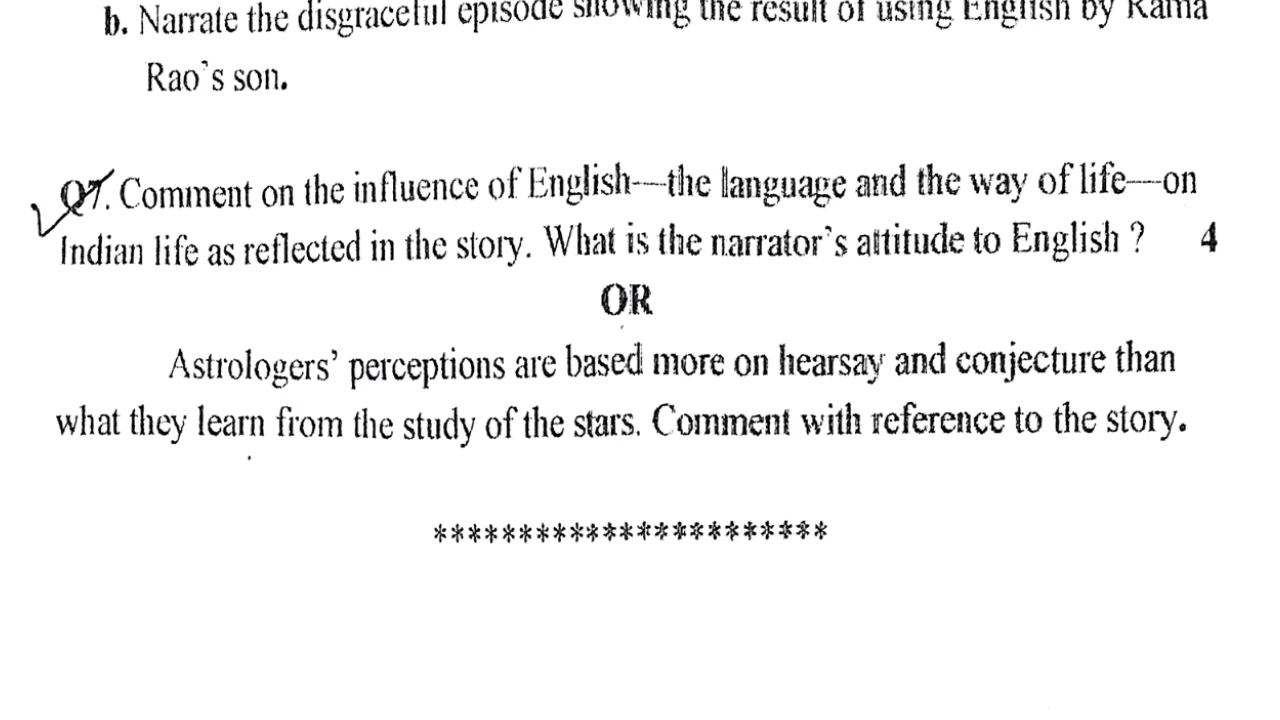 b. Narrate the disgraceful episode showing the result of using English by Rama
Rao's son.
Q7. Comment on the influence of English—the language and the way of life—on
Indian life as reflected in the story. What is the narrator's attitude to English ? 4
OR
Astrologers' perceptions are based more on hearsay and conjecture than
what they learn from the study of the stars. Comment with reference to the story.
***********************